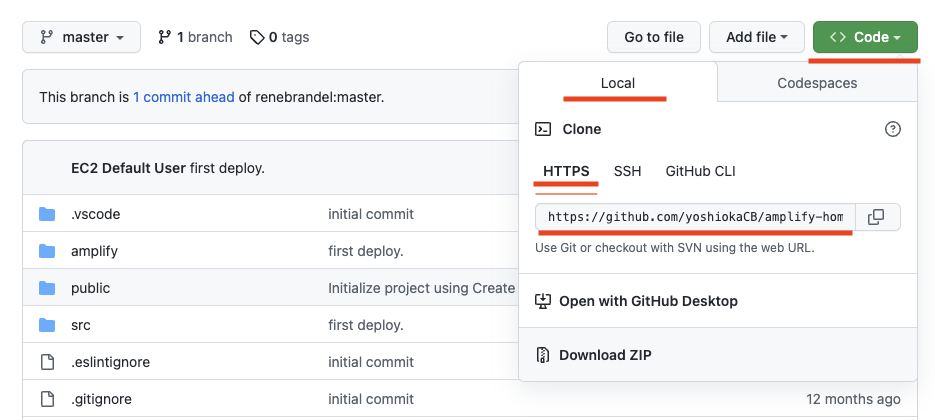 master
1 branch
0 tags
Go to file
Add file
Code
This branch is 1 commit ahead of renebrandel:master.
Local
Codespaces
Clone
HTTPS
SSH
GitHub CLI
https://github.com/yoshiokaCB/amplify-hom
Use Git or checkout with SVN using the web URL.
Open with GitHub Desktop
Download ZIP
EC2 Default User first deploy.
.vscode
initial commit
amplify
first deploy.
public
Initialize project using Create
src
first deploy.
.eslintignore
initial commit
.gitignore
initial commit
12 months ago